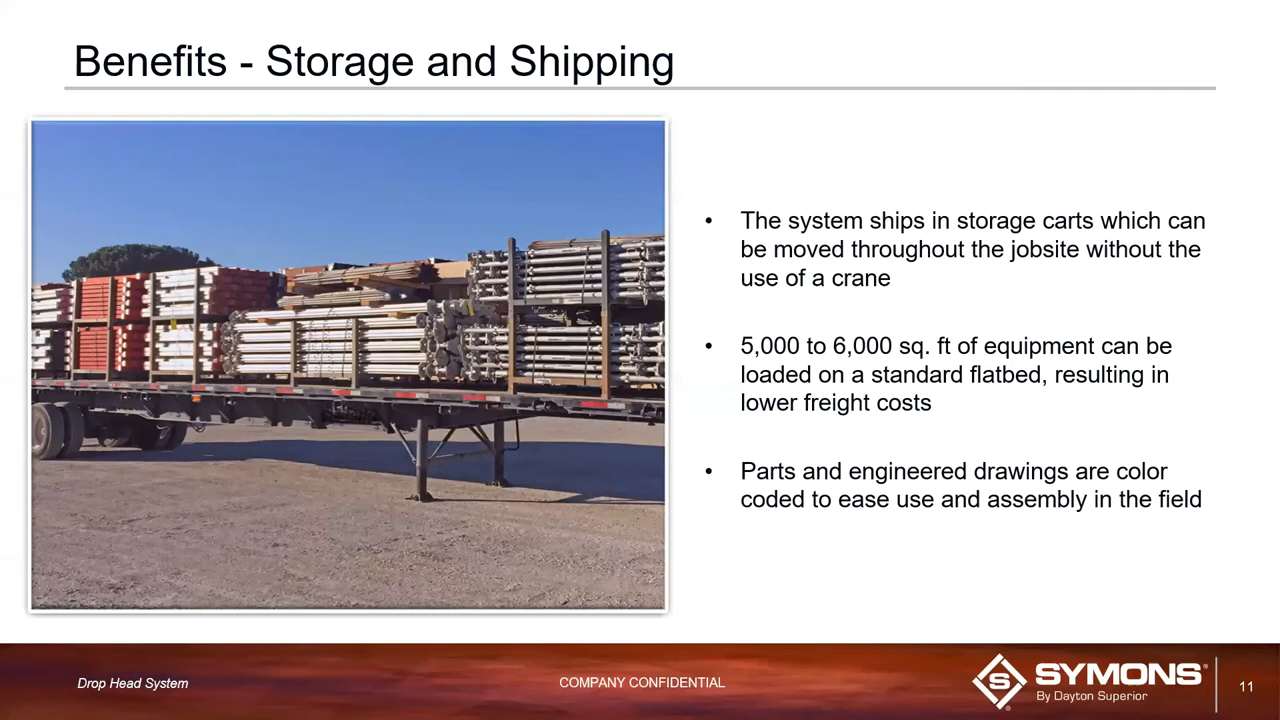 Benefits - Storage and Shipping
• The system ships in storage carts which can
be moved throughout the jobsite without the
use of a crane
• 5,000 to 6,000 sq. ft of equipment can be
loaded on a standard flatbed, resulting in
lower freight costs
• Parts and engineered drawings are color
coded to ease use and assembly in the field
Drop Head System
COMPANY CONFIDENTIAL
S
SYMONS®
By Dayton Superior
11